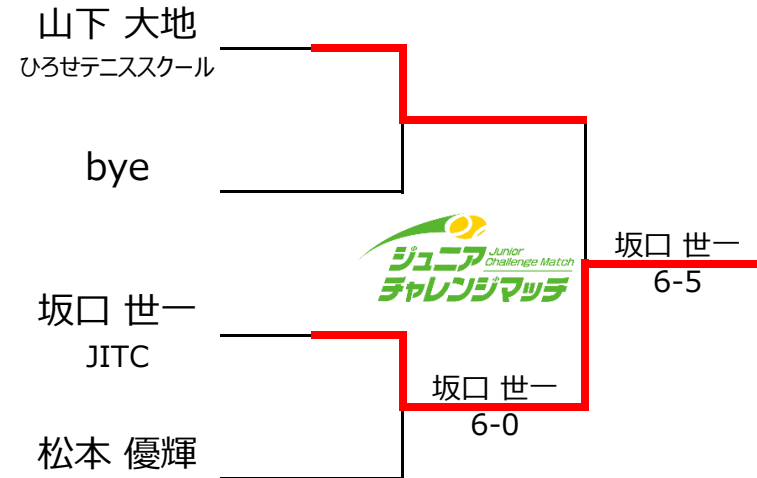 山下 大地
ひろせテニススクール
bye
ジュニア Junior Challenge Match
チャレンジマッチ
坂口 世一
6-5
坂口 世一
JITC
坂口 世一
6-0
松本 優輝